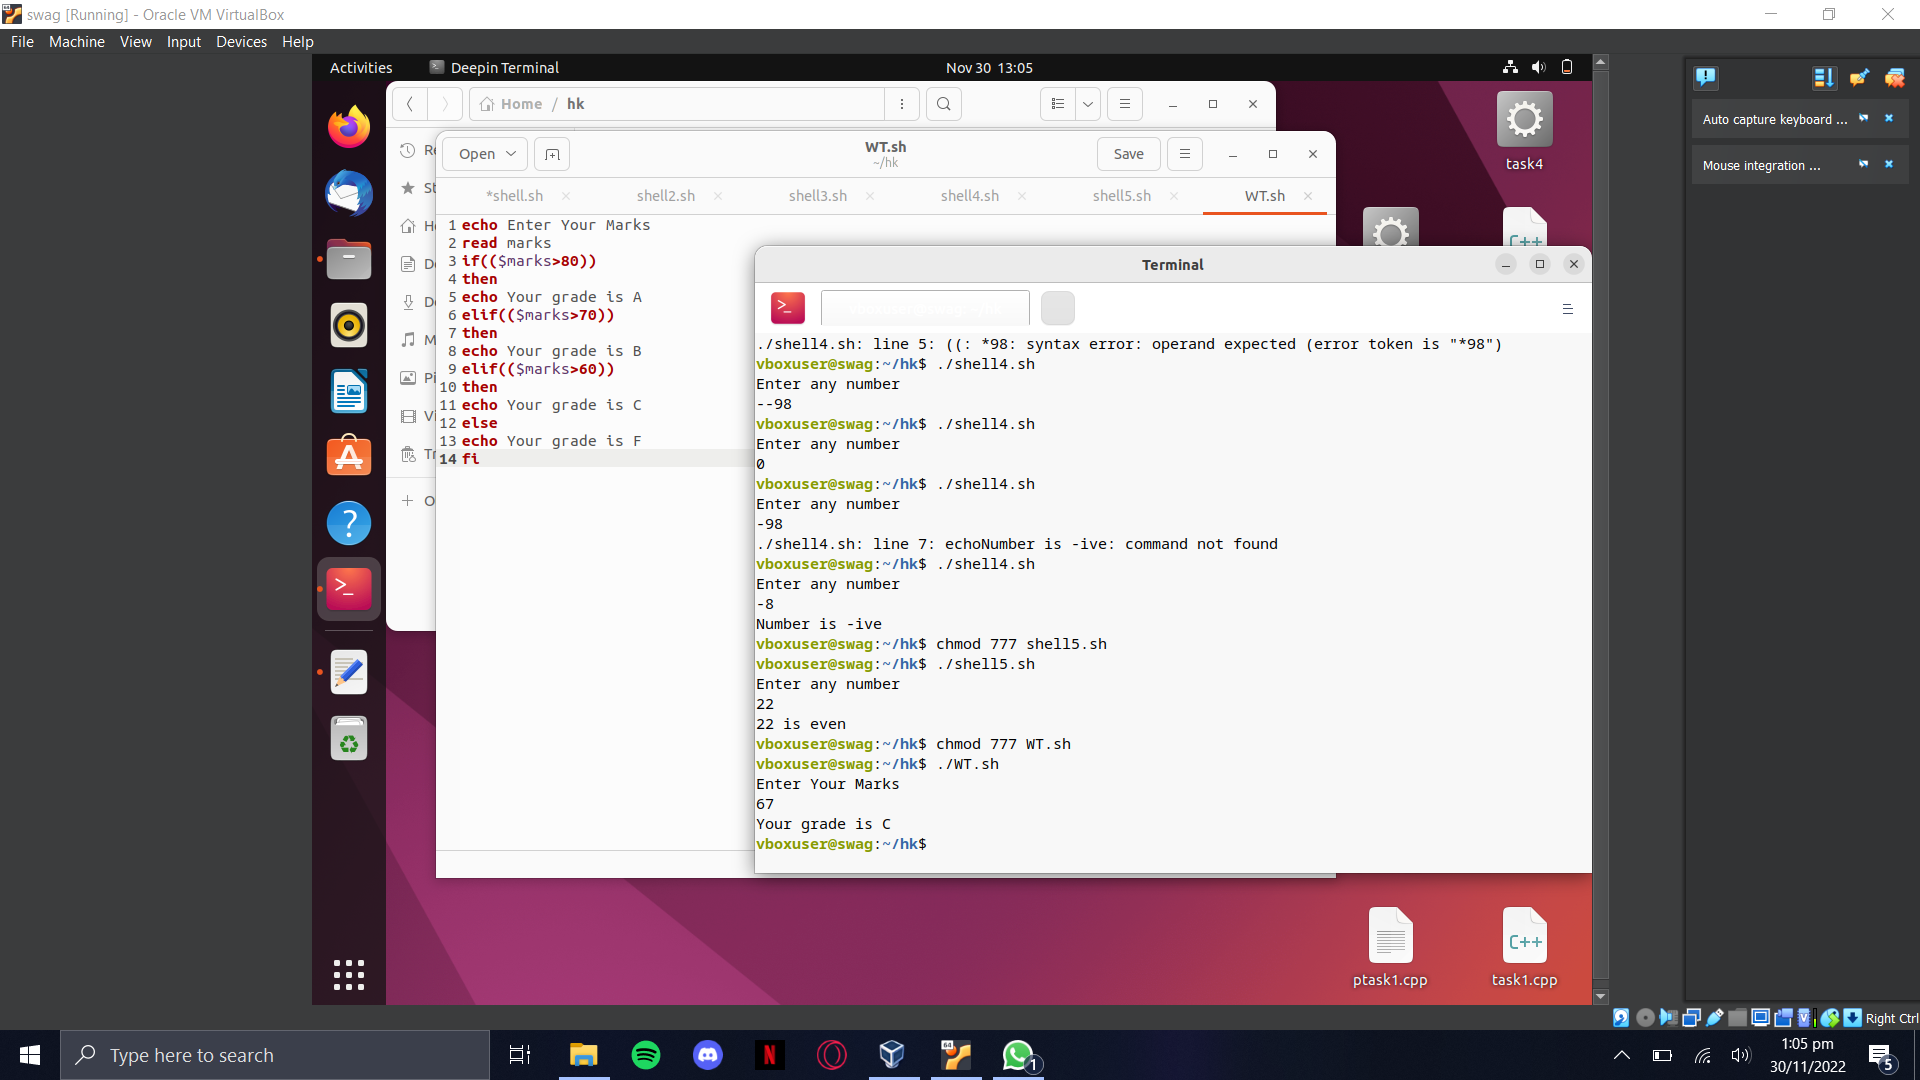 swag [Running] - Oracle VM VirtualBox
File Machine View Input Devices Help
Activities
Deepin Terminal
Nov 30 13:05
Home / hk
Open
WT.sh
~/hk
Save
*shell.sh
shell2.sh
shell3.sh
shell4.sh
shell5.sh
WT.sh
1 echo Enter Your Marks
2 read marks
3 if(($marks>80))
4 then
5 echo Your grade is A
6 elif(($marks>70))
7 then
8 echo Your grade is B
9 elif(($marks>60))
10 then
11 echo Your grade is C
12 else
13 echo Your grade is F
14 fi
Re
St
H
D
D
M
Pi
Vi
Tr
+ O
Terminal
./shell4.sh: line 5: ((: *98: syntax error: operand expected (error token is "*98")
vboxuser@swag:~/hk$ ./shell4.sh
Enter any number
--98
vboxuser@swag:~/hk$ ./shell4.sh
Enter any number
0
vboxuser@swag:~/hk$ ./shell4.sh
Enter any number
-98
./shell4.sh: line 7: echoNumber is -ive: command not found
vboxuser@swag:~/hk$ ./shell4.sh
Enter any number
-8
Number is -ive
vboxuser@swag:~/hk$ chmod 777 shell5.sh
vboxuser@swag:~/hk$ ./shell5.sh
Enter any number
22
22 is even
vboxuser@swag:~/hk$ chmod 777 WT.sh
vboxuser@swag:~/hk$ ./WT.sh
Enter Your Marks
67
Your grade is C
vboxuser@swag:~/hk$
task4
C++
ptask1.cpp
C++
task1.cpp
Auto capture keyboard ...
Mouse integration ...
Right Ctrl
Type here to search
64
1
1:05 pm
30/11/2022
5